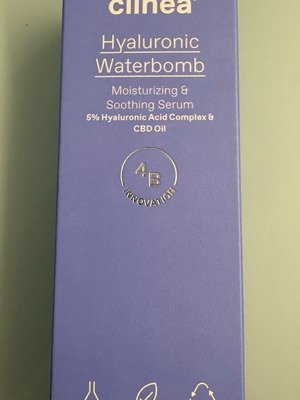 clinea
Hyaluronic
Waterbomb
Moisturizing &
Soothing Serum
5% Hyaluronic Acid Complex &
CBD Oil
4B
INNOVATION